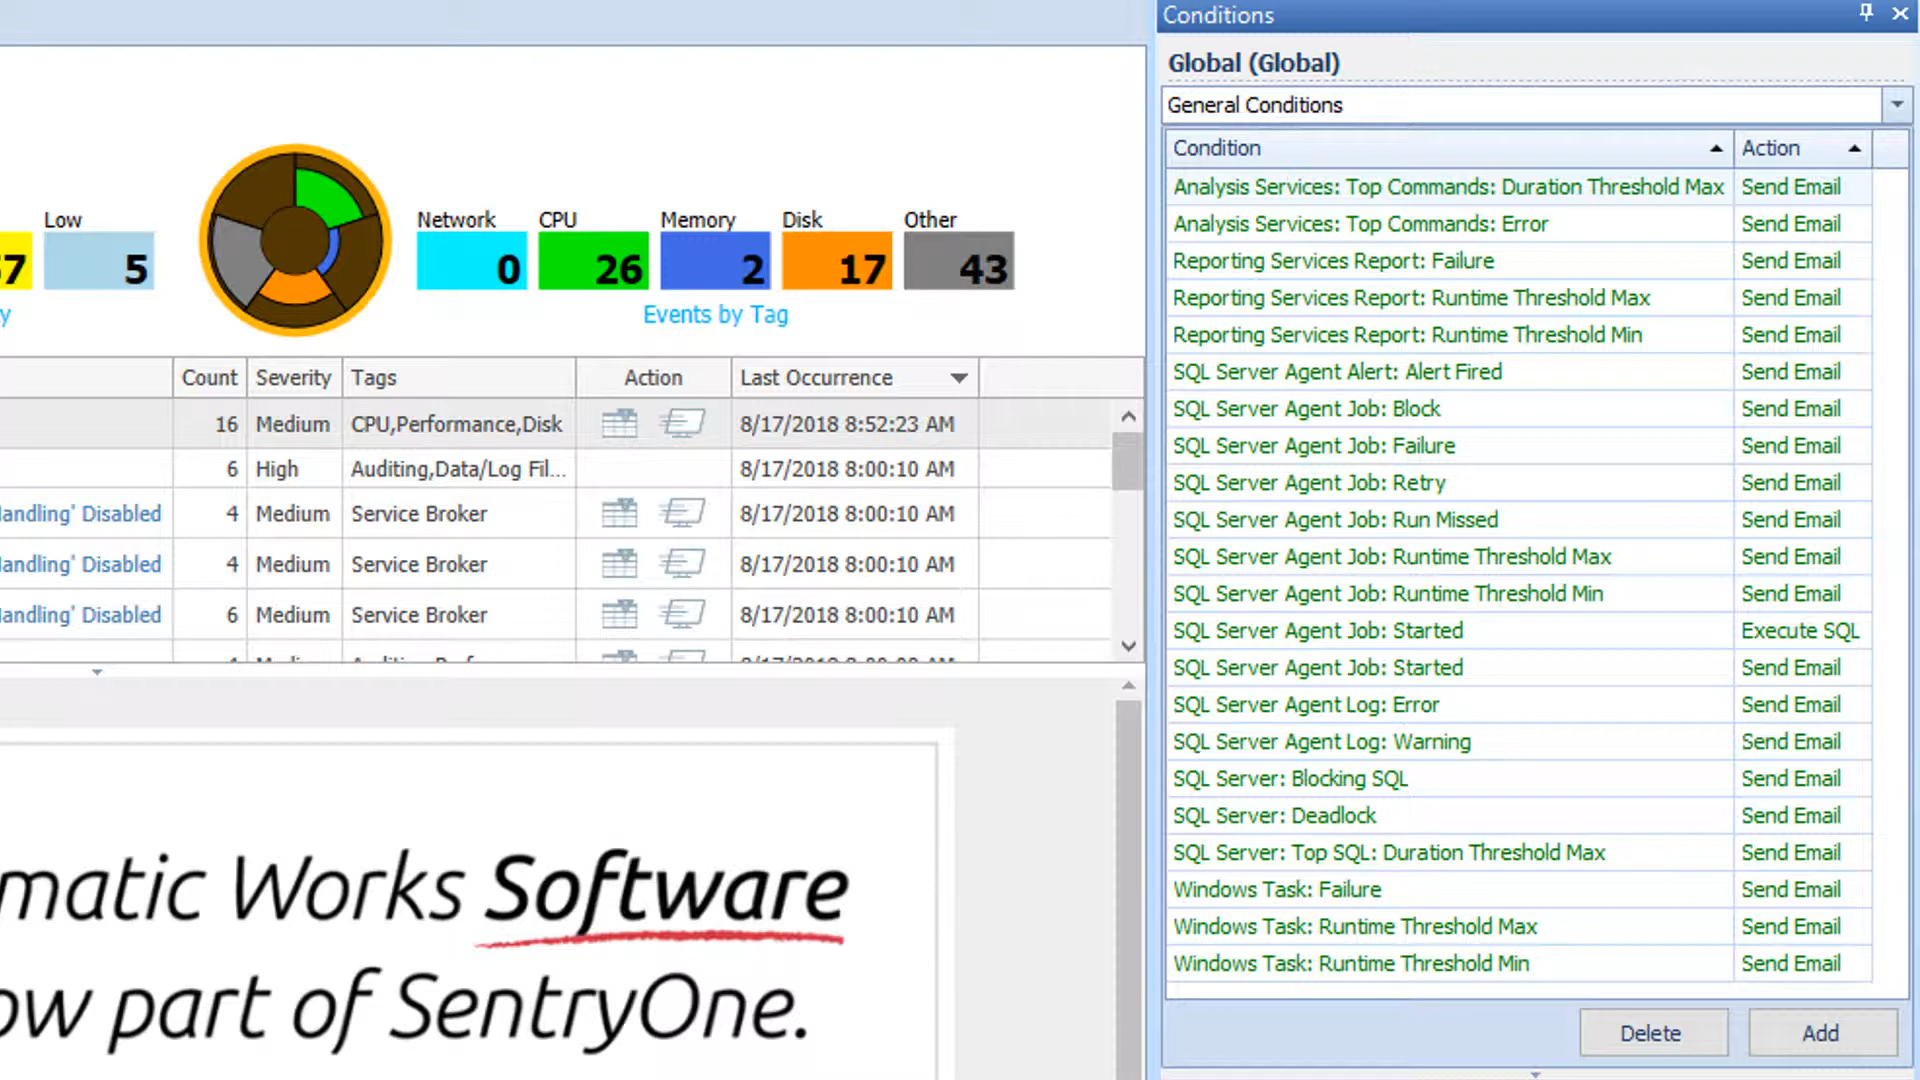 Conditions
Global (Global)
General Conditions
Condition Action
Analysis Services: Top Commands: Duration Threshold Max Send Email
Analysis Services: Top Commands: Error Send Email
Reporting Services Report: Failure Send Email
Reporting Services Report: Runtime Threshold Max Send Email
Reporting Services Report: Runtime Threshold Min Send Email
SQL Server Agent Alert: Alert Fired Send Email
SQL Server Agent Job: Block Send Email
SQL Server Agent Job: Failure Send Email
SQL Server Agent Job: Retry Send Email
SQL Server Agent Job: Run Missed Send Email
SQL Server Agent Job: Runtime Threshold Max Send Email
SQL Server Agent Job: Runtime Threshold Min Send Email
SQL Server Agent Job: Started Execute SQL
SQL Server Agent Job: Started Send Email
SQL Server Agent Log: Error Send Email
SQL Server Agent Log: Warning Send Email
SQL Server: Blocking SQL Send Email
SQL Server: Deadlock Send Email
SQL Server: Top SQL: Duration Threshold Max Send Email
Windows Task: Failure Send Email
Windows Task: Runtime Threshold Max Send Email
Windows Task: Runtime Threshold Min Send Email
Delete Add
Low Network CPU Memory Disk Other
7 5 0 26 2 17 43
y Events by Tag
Count Severity Tags Action Last Occurrence
16 Medium CPU,Performance,Disk 8/17/2018 8:52:23 AM
6 High Auditing,Data/Log Fil... 8/17/2018 8:00:10 AM
andling' Disabled 4 Medium Service Broker 8/17/2018 8:00:10 AM
andling' Disabled 4 Medium Service Broker 8/17/2018 8:00:10 AM
andling' Disabled 6 Medium Service Broker 8/17/2018 8:00:10 AM
matic Works Software
ow part of SentryOne.